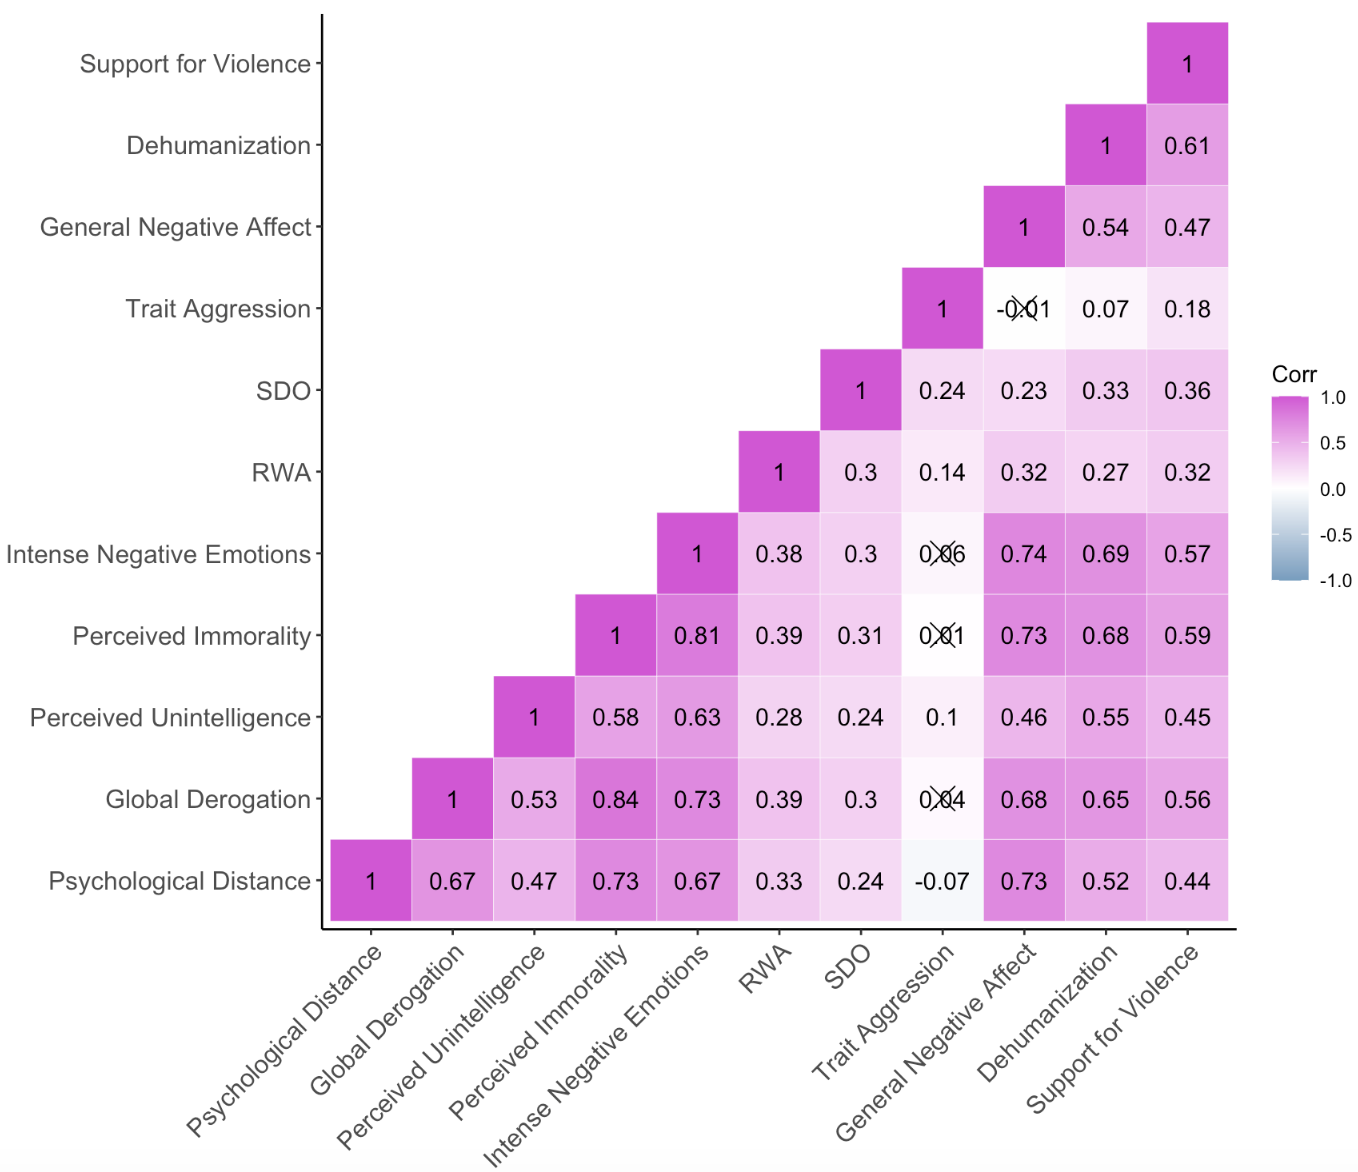 Support for Violence 1
Dehumanization 1 0.61
General Negative Affect 1 0.54 0.47
Trait Aggression 1 -0.01 0.07 0.18
SDO 1 0.24 0.23 0.33 0.36
RWA 1 0.3 0.14 0.32 0.27 0.32
Intense Negative Emotions 1 0.38 0.3 0.06 0.74 0.69 0.57
Perceived Immorality 1 0.81 0.39 0.31 0.01 0.73 0.68 0.59
Perceived Unintelligence 1 0.58 0.63 0.28 0.24 0.1 0.46 0.55 0.45
Global Derogation 1 0.53 0.84 0.73 0.39 0.3 0.04 0.68 0.65 0.56
Psychological Distance 1 0.67 0.47 0.73 0.67 0.33 0.24 -0.07 0.73 0.52 0.44
Psychological Distance
Global Derogation
Perceived Unintelligence
Perceived Immorality
Intense Negative Emotions
RWA
SDO
Trait Aggression
General Negative Affect
Dehumanization
Support for Violence
Corr
1.0
0.5
0.0
-0.5
-1.0